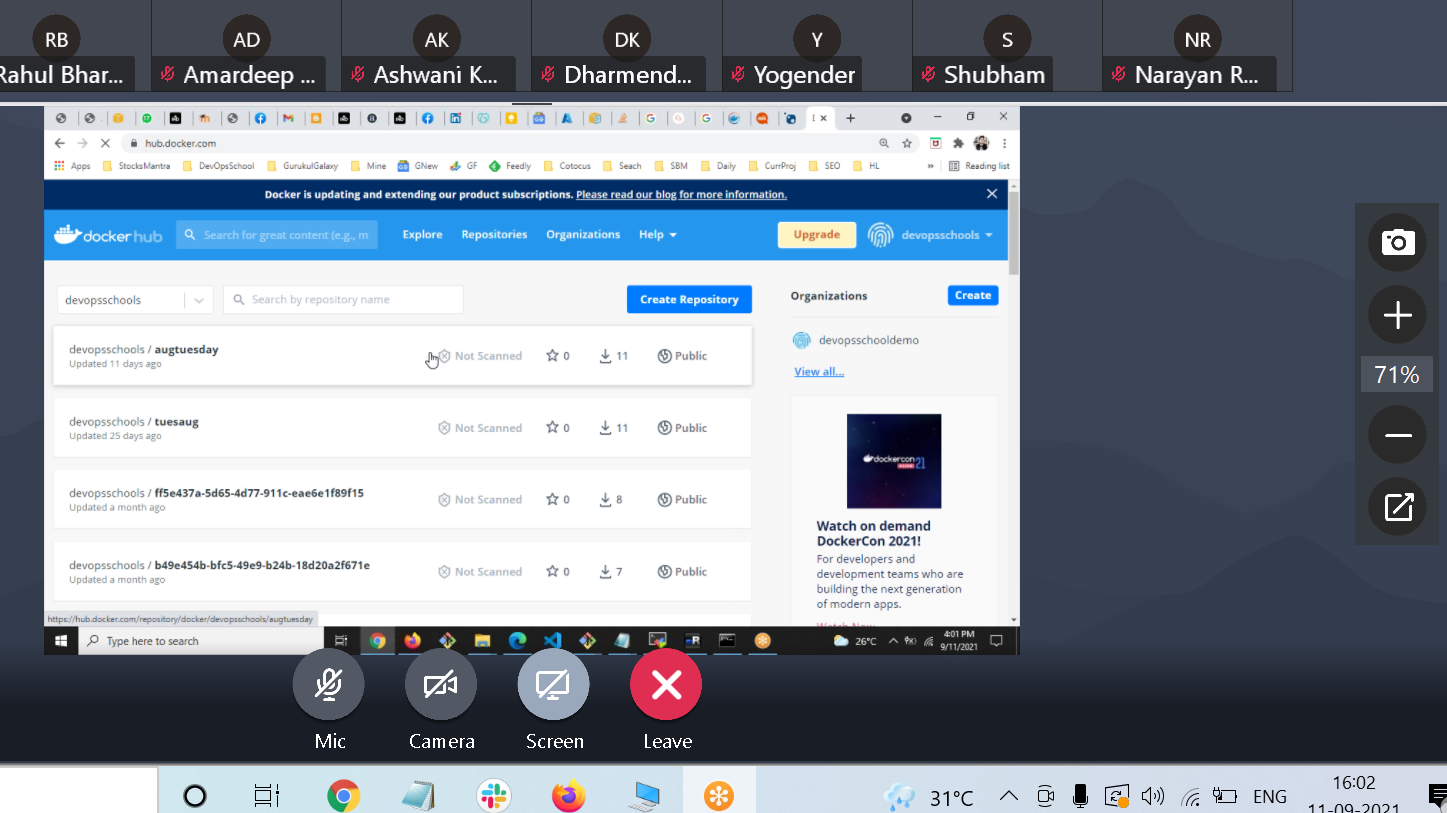 RB AD AK DK Y S NR
Rahul Bhar... Amardeep ... Ashwani K... Dharmend... Yogender Shubham Narayan R...
hub.docker.com
Apps StocksMantra DevOpsSchool GurukulGalaxy Mine GNew GF Feedly Cotocus Seach SBM Daily CurrProj SEO HL » Reading list
Docker is updating and extending our product subscriptions. Please read our blog for more information.
docker hub Search for great content (e.g., m Explore Repositories Organizations Help Upgrade devopsschools
devopsschools Search by repository name Create Repository Organizations Create
devopsschools / augtuesday Not Scanned 0 11 Public
Updated 11 days ago
devopsschooldemo
View all...
devopsschools / tuesaug Not Scanned 0 11 Public
Updated 25 days ago
dockercon 21
devopsschools / ff5e437a-5d65-4d77-911c-eae6e1f89f15 Not Scanned 0 8 Public
Updated a month ago
Watch on demand
DockerCon 2021!
For developers and
development teams who are
building the next generation
of modern apps.
devopsschools / b49e454b-bfc5-49e9-b24b-18d20a2f671e Not Scanned 0 7 Public
Updated a month ago
Watch Now
https://hub.docker.com/repository/docker/devopsschools/augtuesday
Type here to search 26°C 4:01 PM
9/11/2021
71%
Mic Camera Screen Leave
31°C ENG 16:02
11-09-2021